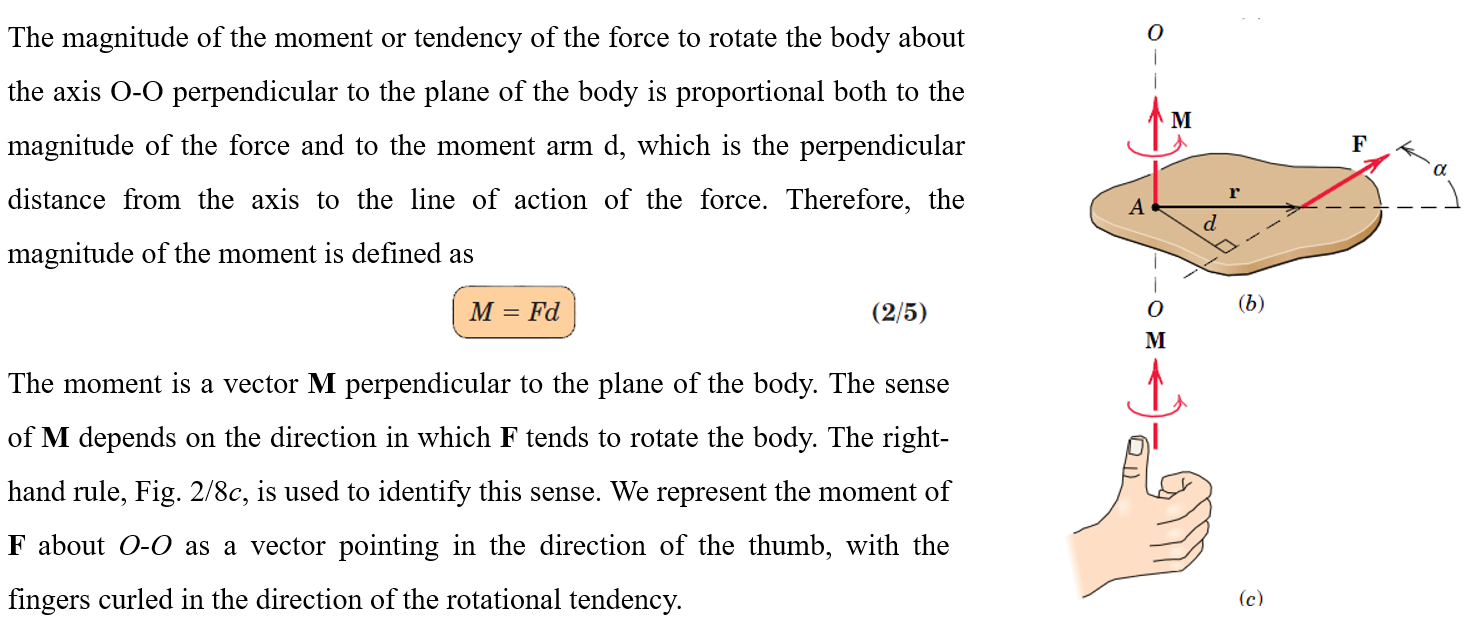 The magnitude of the moment or tendency of the force to rotate the body about
the axis O-O perpendicular to the plane of the body is proportional both to the
magnitude of the force and to the moment arm d, which is the perpendicular
distance from the axis to the line of action of the force. Therefore, the
magnitude of the moment is defined as
M = Fd (2/5)
The moment is a vector M perpendicular to the plane of the body. The sense
of M depends on the direction in which F tends to rotate the body. The right-
hand rule, Fig. 2/8c, is used to identify this sense. We represent the moment of
F about O-O as a vector pointing in the direction of the thumb, with the
fingers curled in the direction of the rotational tendency.
O
M
F
α
r
A
d
O
(b)
M
(c)